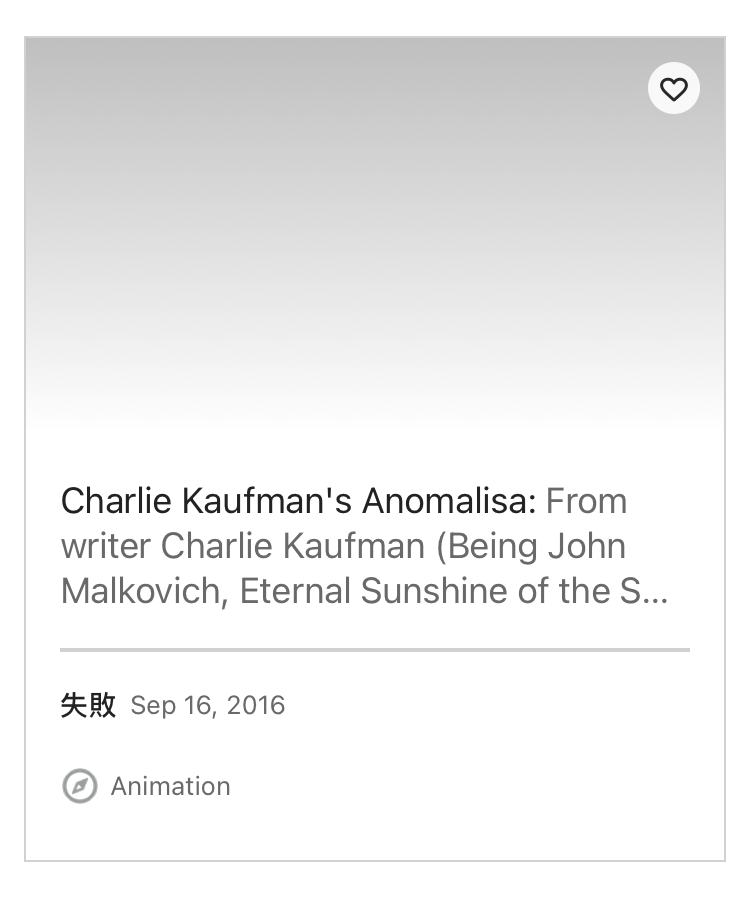 Charlie Kaufman's Anomalisa: From
writer Charlie Kaufman (Being John
Malkovich, Eternal Sunshine of the S...
失敗 Sep 16, 2016
Animation